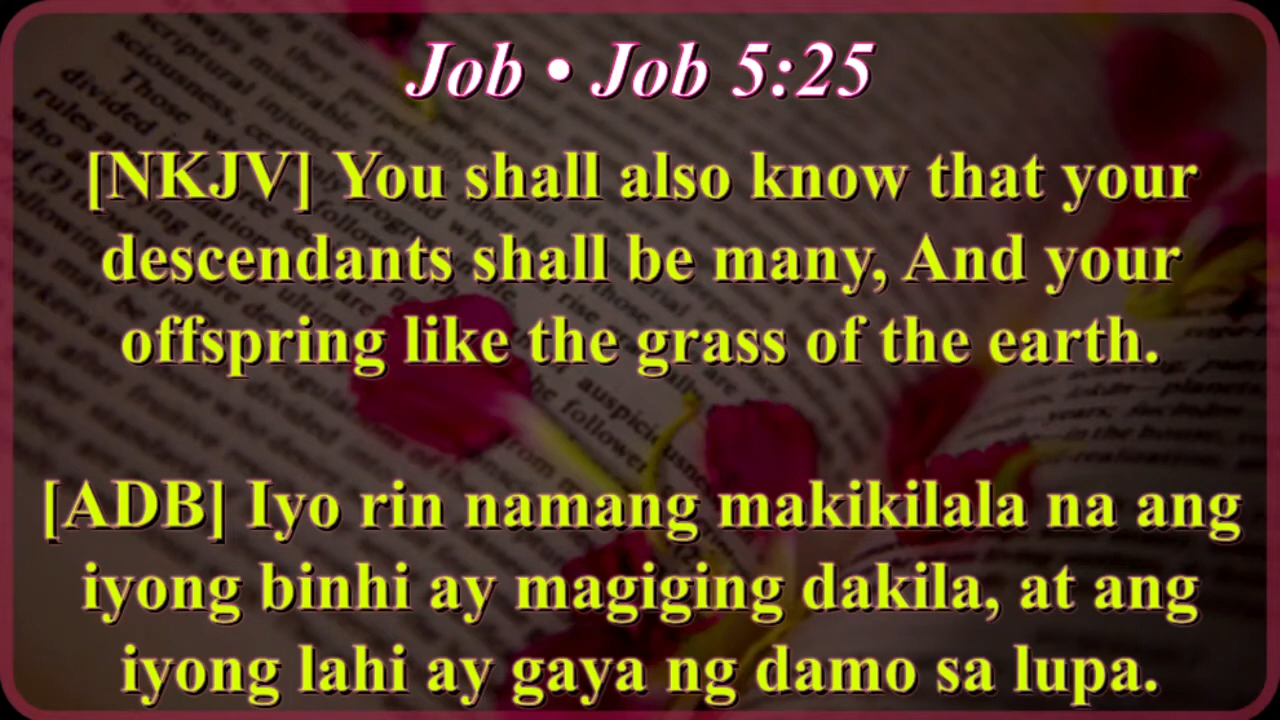 Job • Job 5:25
[NKJV] You shall also know that your
descendants shall be many, And your
offspring like the grass of the earth.
[ADB] Iyo rin namang makikilala na ang
iyong binhi ay magiging dakila, at ang
iyong lahi ay gaya ng damo sa lupa.